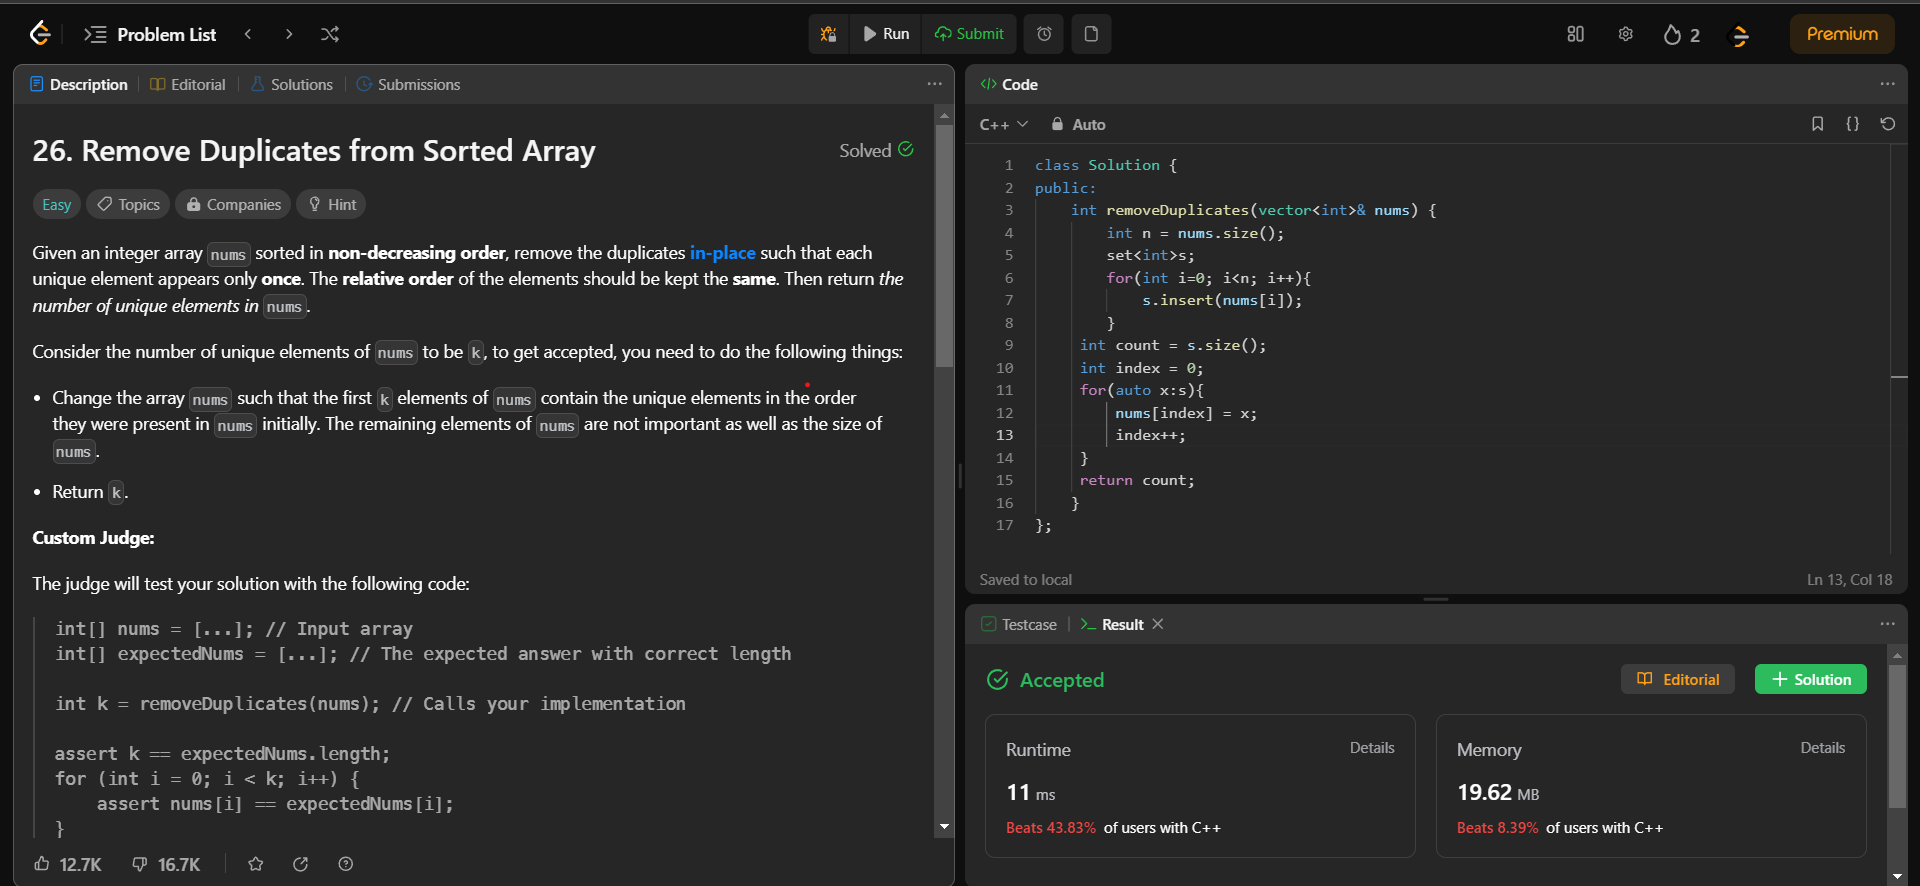 Problem List
Run
Submit
2
Premium
Description
Editorial
Solutions
Submissions
26. Remove Duplicates from Sorted Array
Solved
Easy
Topics
Companies
Hint
Given an integer array nums sorted in non-decreasing order, remove the duplicates in-place such that each
unique element appears only once. The relative order of the elements should be kept the same. Then return the
number of unique elements in nums.
Consider the number of unique elements of nums to be k, to get accepted, you need to do the following things:
• Change the array nums such that the first k elements of nums contain the unique elements in the order
they were present in nums initially. The remaining elements of nums are not important as well as the size of
nums.
• Return k.
Custom Judge:
The judge will test your solution with the following code:
int[] nums = [...]; // Input array
int[] expectedNums = [...]; // The expected answer with correct length
int k = removeDuplicates(nums); // Calls your implementation
assert k == expectedNums.length;
for (int i = 0; i < k; i++) {
    assert nums[i] == expectedNums[i];
}
12.7K
16.7K
</> Code
C++
Auto
{}
1 class Solution {
2 public:
3     int removeDuplicates(vector<int>& nums) {
4         int n = nums.size();
5         set<int>s;
6         for(int i=0; i<n; i++){
7             s.insert(nums[i]);
8         }
9      int count = s.size();
10      int index = 0;
11      for(auto x:s){
12          nums[index] = x;
13          index++;
14      }
15      return count;
16     }
17 };
Saved to local
Ln 13, Col 18
Testcase
>_ Result
Accepted
Editorial
+ Solution
Runtime
Details
11 ms
Beats 43.83% of users with C++
Memory
Details
19.62 MB
Beats 8.39% of users with C++